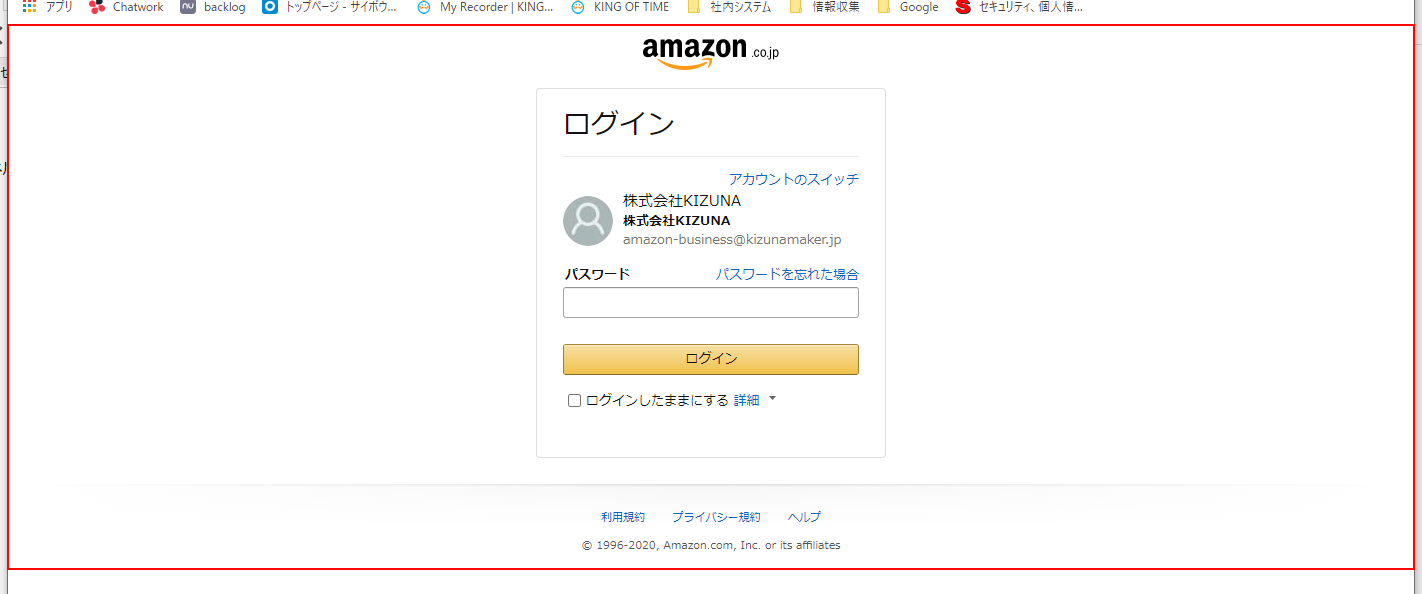 アプリ Chatwork backlog トップページ - サイボウ... My Recorder | KING... KING OF TIME 社内システム 情報収集 Google セキュリティ、個人情...
amazon.co.jp
ログイン
アカウントのスイッチ
株式会社KIZUNA
株式会社KIZUNA
amazon-business@kizunamaker.jp
パスワード パスワードを忘れた場合
ログイン
ログインしたままにする 詳細
利用規約 プライバシー規約 ヘルプ
© 1996-2020, Amazon.com, Inc. or its affiliates